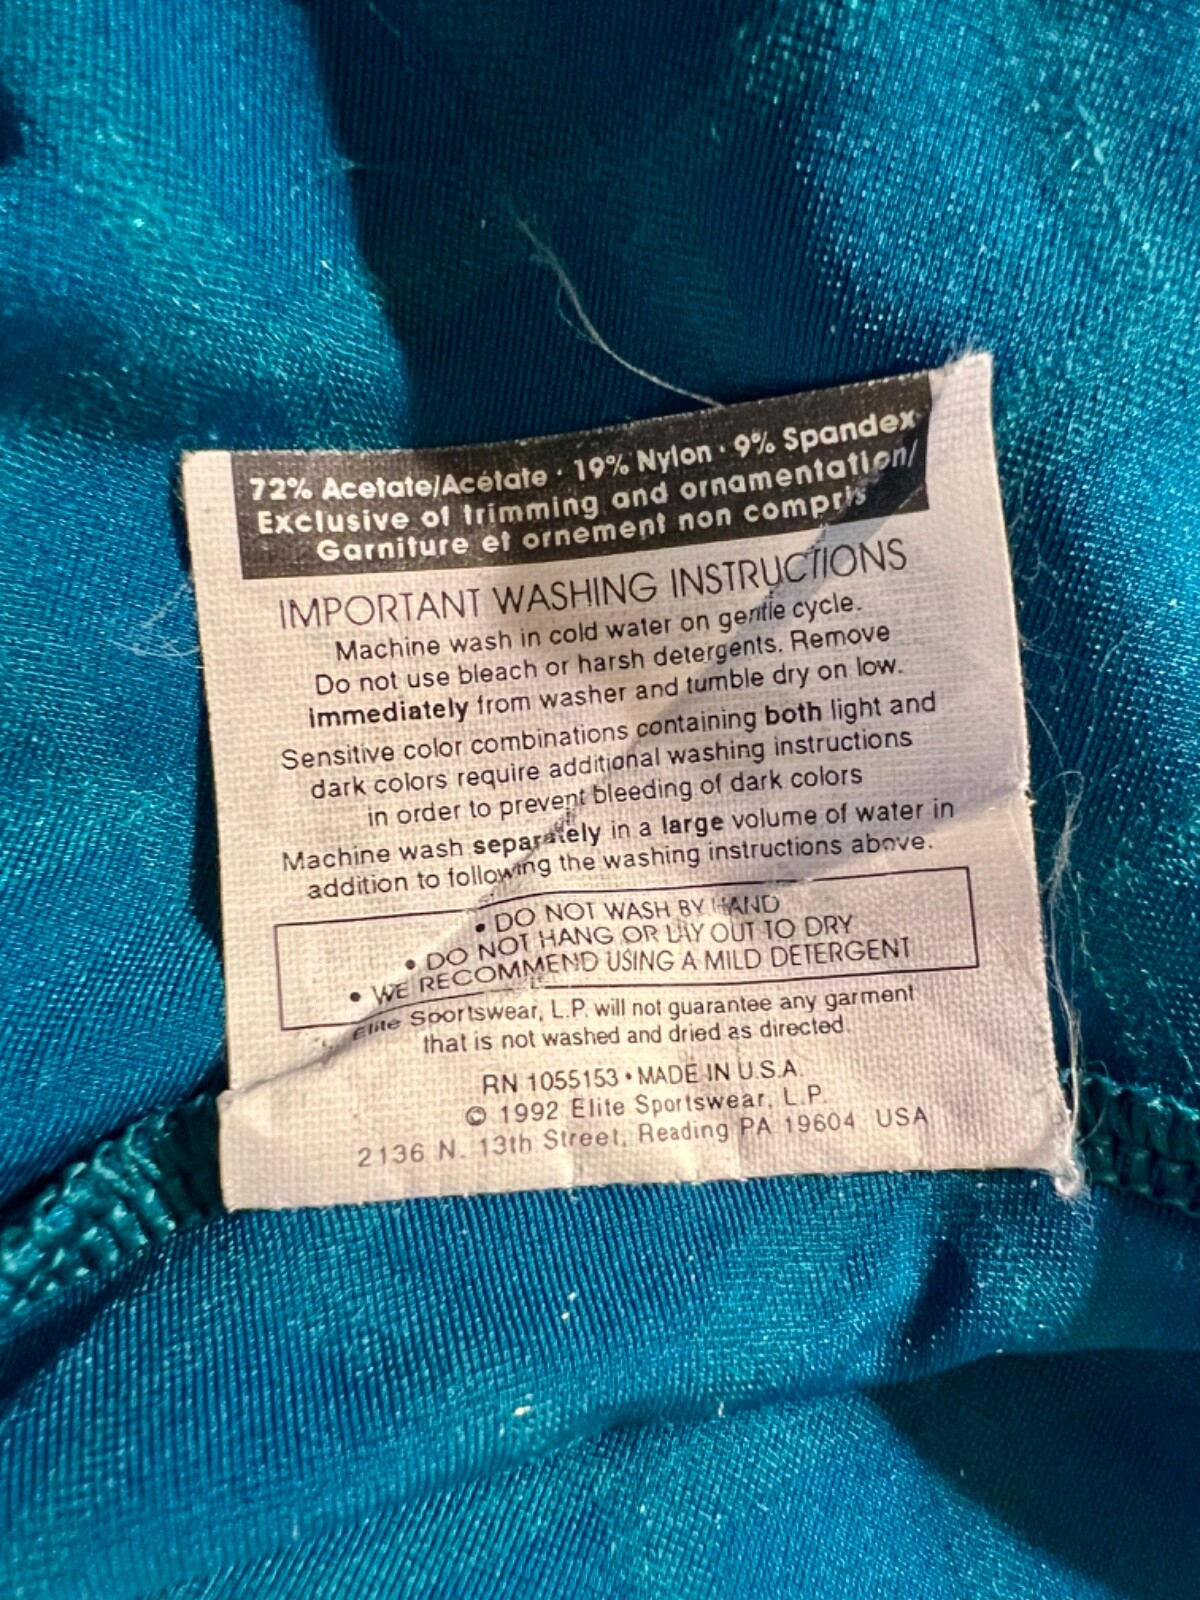 72% Acetate/Acétate · 19% Nylon · 9% Spandex
Exclusive of trimming and ornamentation/
Garniture et ornement non compris
IMPORTANT WASHING INSTRUCTIONS
Machine wash in cold water on gentle cycle.
Do not use bleach or harsh detergents. Remove
immediately from washer and tumble dry on low.
Sensitive color combinations containing both light and
dark colors require additional washing instructions
in order to prevent bleeding of dark colors
Machine wash separately in a large volume of water in
addition to following the washing instructions above.
• DO NOT WASH BY HAND
• DO NOT HANG OR LAY OUT TO DRY
• WE RECOMMEND USING A MILD DETERGENT
Elite Sportswear, L.P. will not guarantee any garment
that is not washed and dried as directed.
RN 1055153 • MADE IN U.S.A.
© 1992 Elite Sportswear, L.P.
2136 N. 13th Street, Reading PA 19604 USA